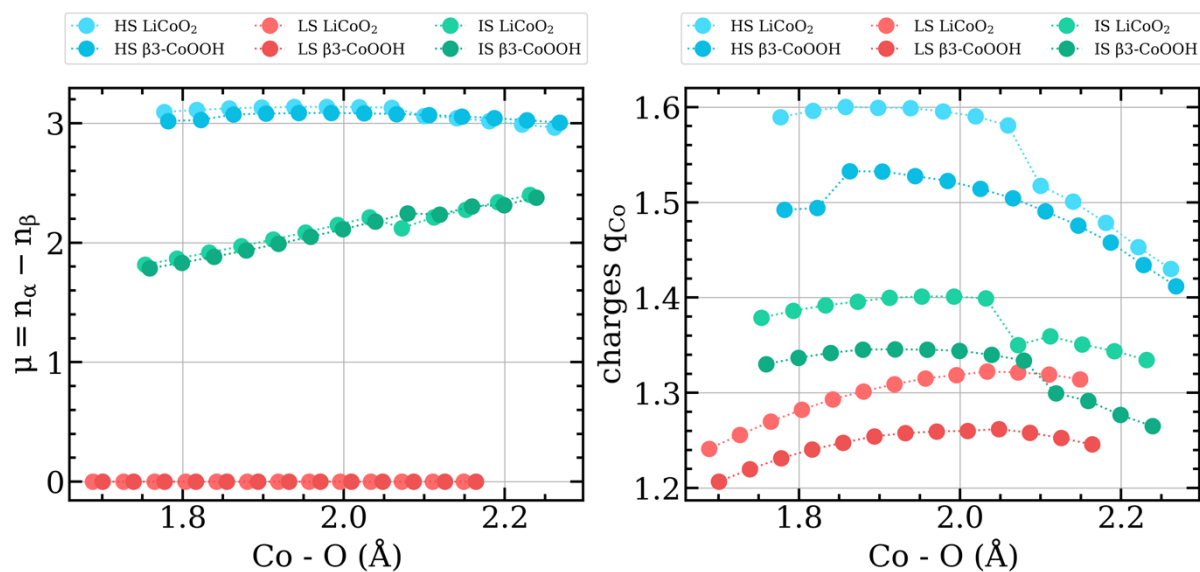 HS LiCoO₂ LS LiCoO₂ IS LiCoO₂
HS β3-CoOOH LS β3-CoOOH IS β3-CoOOH
μ = n_α − n_β
3
2
1
0
1.8 2.0 2.2
Co - O (Å)
HS LiCoO₂ LS LiCoO₂ IS LiCoO₂
HS β3-CoOOH LS β3-CoOOH IS β3-CoOOH
charges q_Co
1.6
1.5
1.4
1.3
1.2
1.8 2.0 2.2
Co - O (Å)